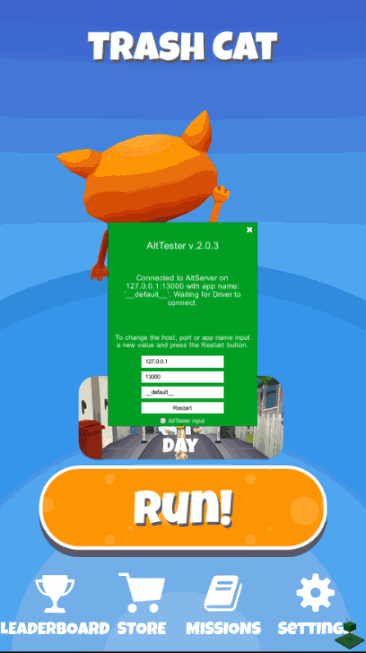 TRASH CAT
AltTester v.2.0.3
Connected to AltServer on
127.0.0.1:13000 with app name:
'__default__'. Waiting for Driver to
connect.
To change the host, port or app name input
a new value and press the Restart button.
127.0.0.1
13000
__default__
Restart
AltTester Input
DAY
Run!
LEADERBOARD STORE MISSIONS SETTING